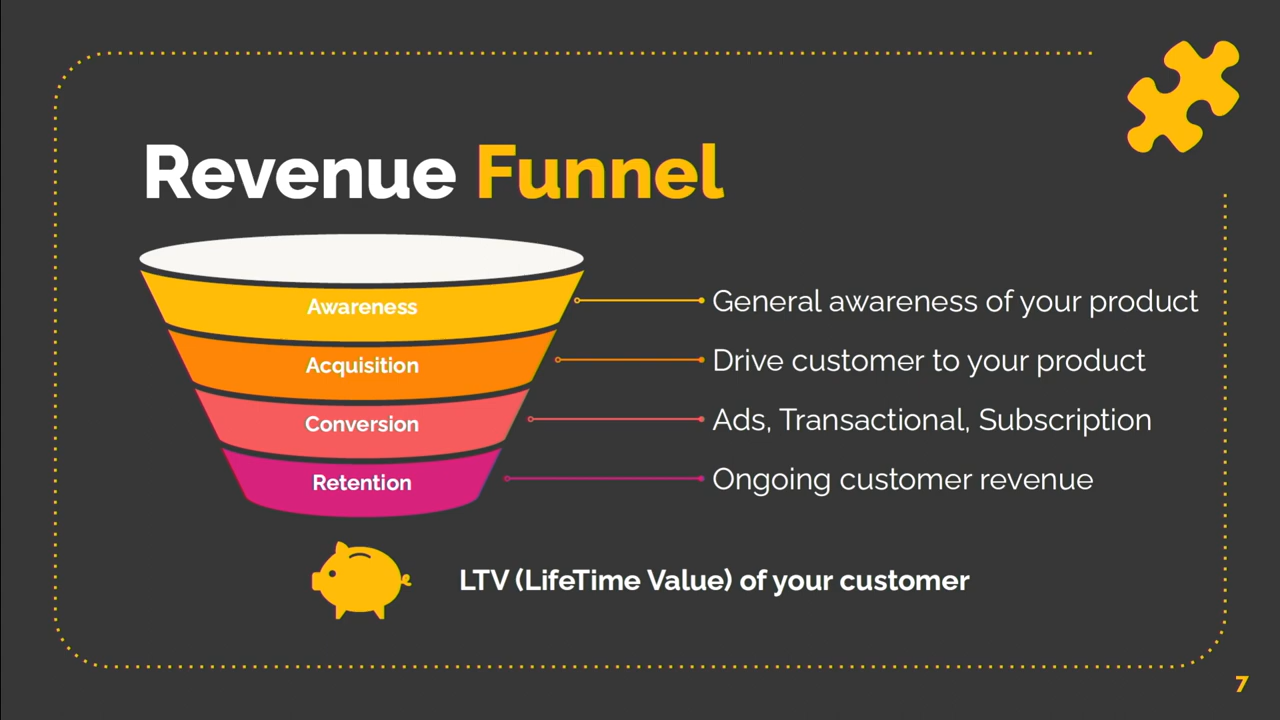 Revenue Funnel
Awareness
General awareness of your product
Acquisition
Drive customer to your product
Conversion
Ads, Transactional, Subscription
Retention
Ongoing customer revenue
LTV (LifeTime Value) of your customer
7